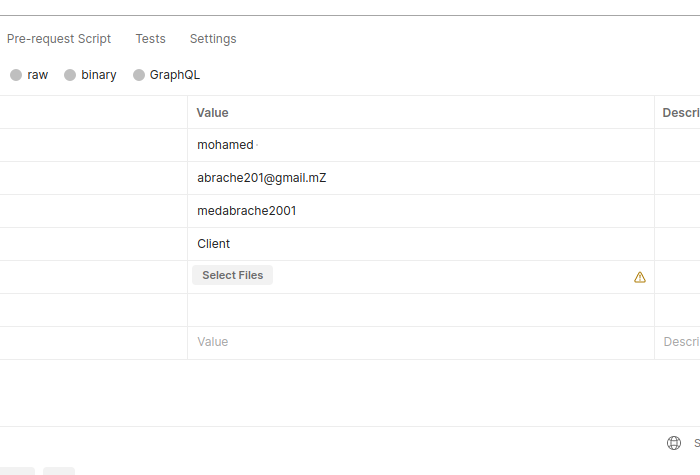 Pre-request Script Tests Settings
raw binary GraphQL
Value Descri
mohamed
abrache201@gmail.mZ
medabrache2001
Client
Select Files
Value Descri
S